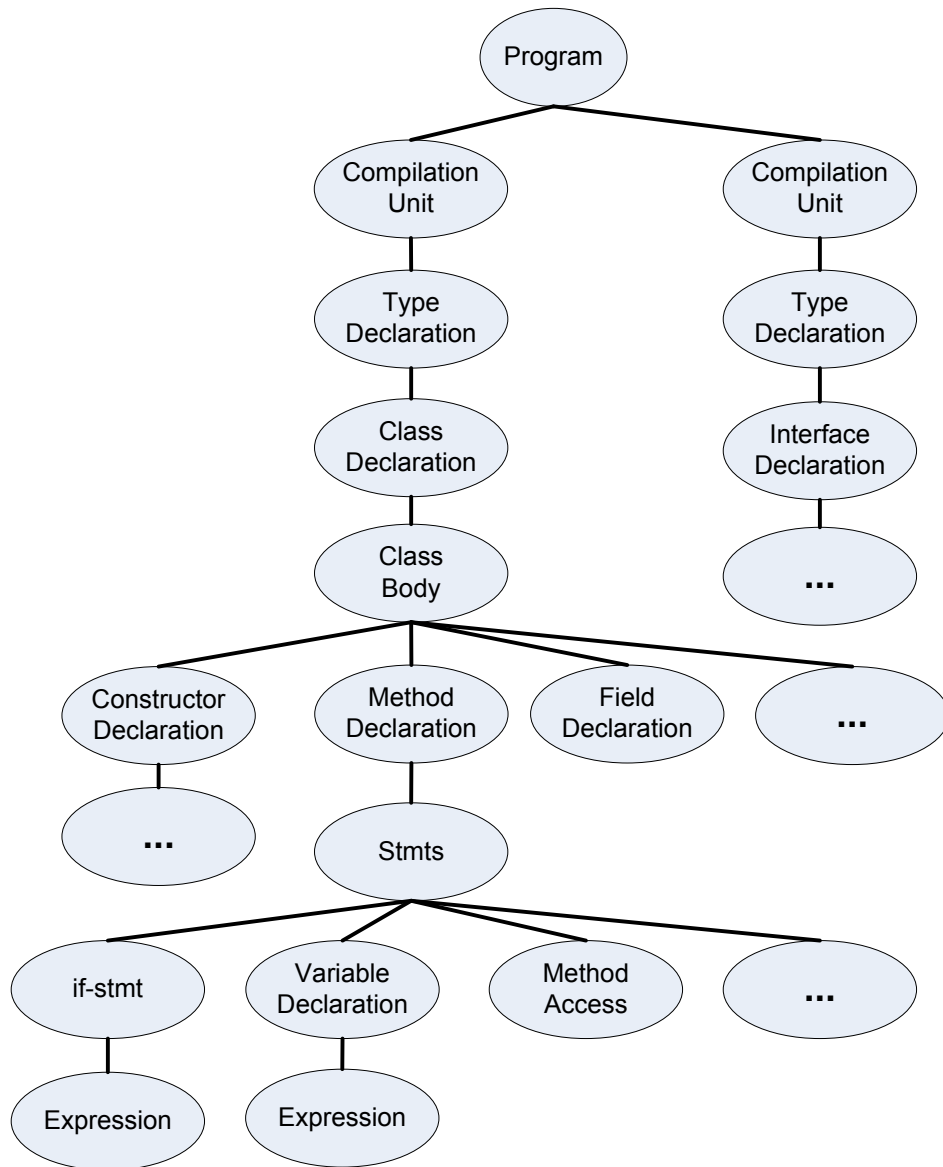 Program
Compilation
Unit
Compilation
Unit
Type
Declaration
Type
Declaration
Class
Declaration
Interface
Declaration
Class
Body
...
Constructor
Declaration
Method
Declaration
Field
Declaration
...
...
Stmts
if-stmt
Variable
Declaration
Method
Access
...
Expression
Expression